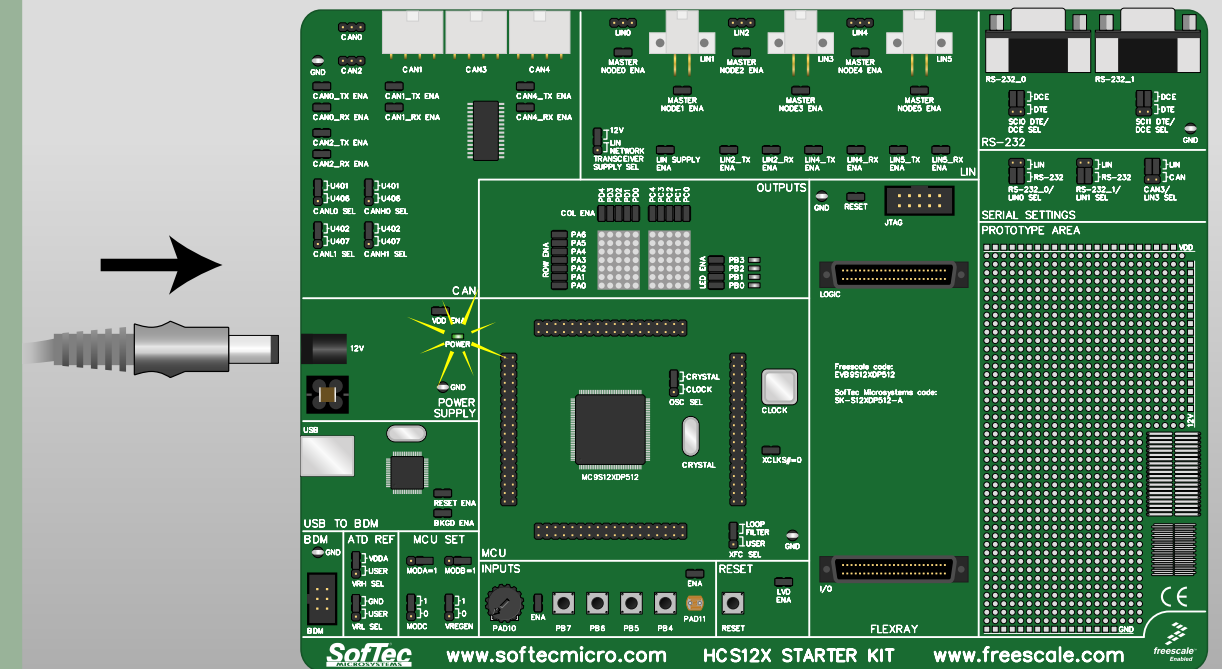 CAN0
GND
CAN2
CAN1
CAN3
CAN4
CAN0_TX ENA
CAN0_RX ENA
CAN1_TX ENA
CAN1_RX ENA
CAN4_TX ENA
CAN4_RX ENA
CAN2_TX ENA
CAN2_RX ENA
U401
U406
CANL0 SEL
U401
U406
CANH0 SEL
U402
U407
CANL1 SEL
U402
U407
CANH1 SEL
CAN
LIN0
MASTER
NODE0 ENA
LIN1
MASTER
NODE1 ENA
LIN2
MASTER
NODE2 ENA
LIN3
MASTER
NODE3 ENA
LIN4
MASTER
NODE4 ENA
LIN5
MASTER
NODE5 ENA
12V
LIN
NETWORK
TRANSCEIVER
SUPPLY SEL
LIN SUPPLY
ENA
LIN2_TX
ENA
LIN2_RX
ENA
LIN4_TX
ENA
LIN4_RX
ENA
LIN5_TX
ENA
LIN5_RX
ENA
LIN
RS-232_0
RS-232_1
DCE
DTE
SCI0 DTE/
DCE SEL
DCE
DTE
SCI1 DTE/
DCE SEL
GND
RS-232
LIN
RS-232
RS-232_0/
LIN0 SEL
LIN
RS-232
RS-232_1/
LIN1 SEL
LIN
CAN
CAN3/
LIN3 SEL
SERIAL SETTINGS
PROTOTYPE AREA
VDD
12V
GND
OUTPUTS
COL ENA
PD4
PD3
PD2
PD1
PD0
PC4
PC3
PC2
PC1
PC0
ROW ENA
PA6
PA5
PA4
PA3
PA2
PA1
PA0
LED ENA
PB3
PB2
PB1
PB0
GND
RESET
JTAG
LOGIC
Freescale code:
EVB9S12XDP512
SofTec Microsystems code:
SK-S12XDP512-A
I/O
FLEXRAY
VDD ENA
POWER
12V
GND
POWER
SUPPLY
USB
RESET ENA
BKGD ENA
USB TO BDM
CRYSTAL
CLOCK
OSC SEL
CLOCK
CRYSTAL
XCLKS#=0
MC9S12XDP512
LOOP
FILTER
USER
XFC SEL
GND
MCU
BDM
GND
BDM
ATD REF
VDDA
USER
VRH SEL
GND
USER
VRL SEL
MCU SET
MODA=1
MODB=1
1
0
MODC
1
0
VREGEN
INPUTS
PAD10
ENA
PB7
PB6
PB5
PB4
ENA
PAD11
RESET
RESET
LVD
ENA
CE
freescale
Enabled
SofTec
MICROSYSTEMS
www.softecmicro.com
HCS12X STARTER KIT
www.freescale.com